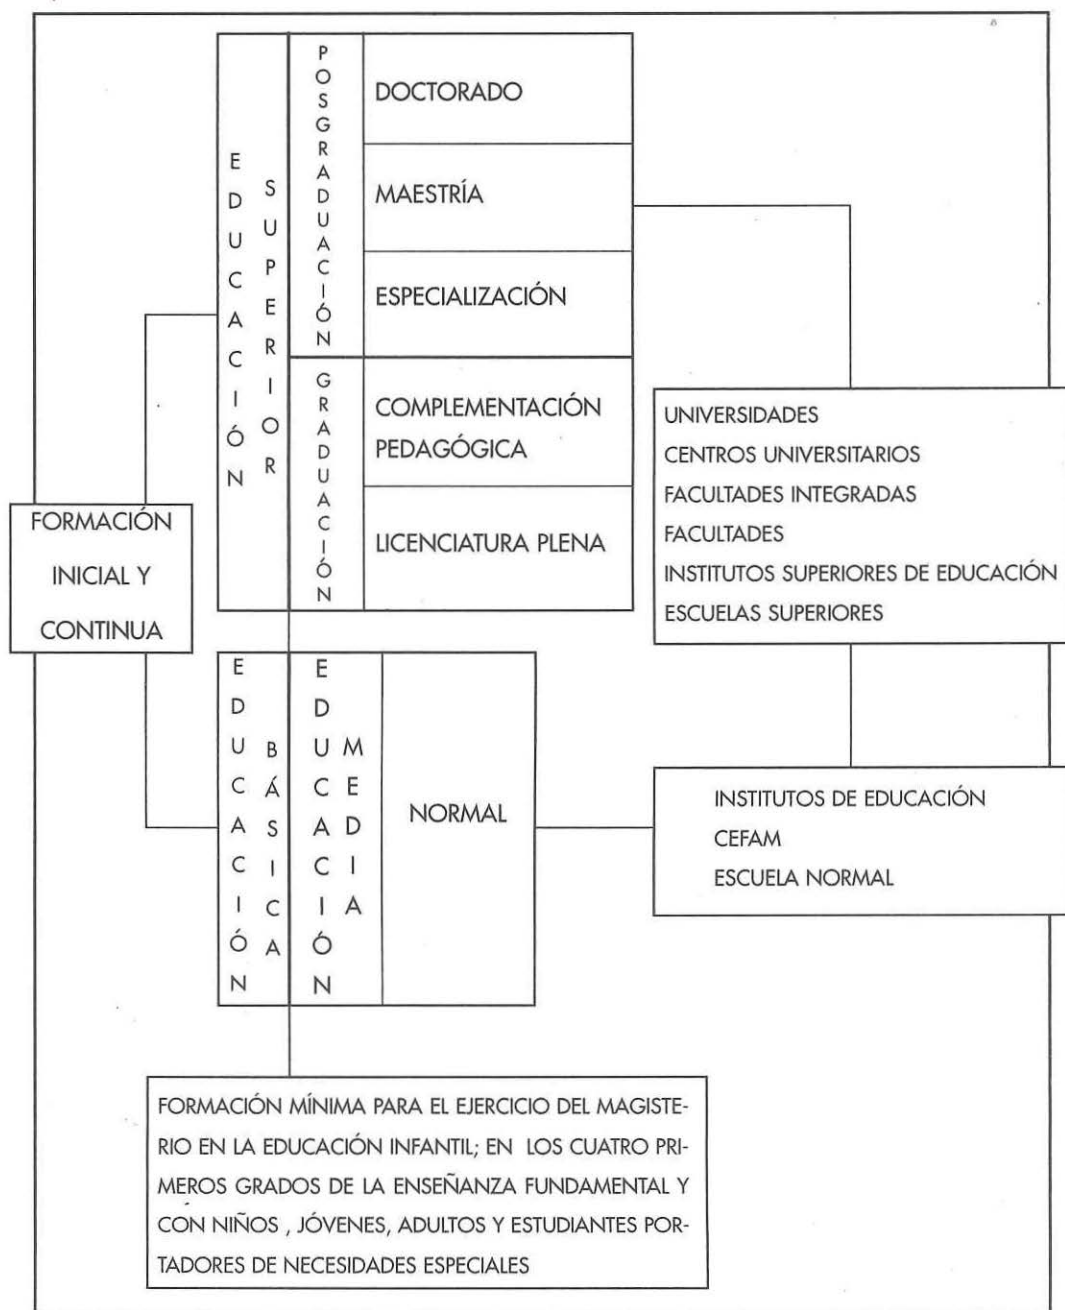 POSGRADUACIÓN
DOCTORADO
MAESTRÍA
ESPECIALIZACIÓN
EDUCACIÓN
SUPERIOR
GRADUACIÓN
COMPLEMENTACIÓN
PEDAGÓGICA
LICENCIATURA PLENA
UNIVERSIDADES
CENTROS UNIVERSITARIOS
FACULTADES INTEGRADAS
FACULTADES
INSTITUTOS SUPERIORES DE EDUCACIÓN
ESCUELAS SUPERIORES
FORMACIÓN
INICIAL Y
CONTINUA
EDUCACIÓN
BÁSICA
EDUCACIÓN
MEDIA
NORMAL
INSTITUTOS DE EDUCACIÓN
CEFAM
ESCUELA NORMAL
FORMACIÓN MÍNIMA PARA EL EJERCICIO DEL MAGISTE-
RIO EN LA EDUCACIÓN INFANTIL; EN LOS CUATRO PRI-
MEROS GRADOS DE LA ENSEÑANZA FUNDAMENTAL Y
CON NIÑOS , JÓVENES, ADULTOS Y ESTUDIANTES POR-
TADORES DE NECESIDADES ESPECIALES